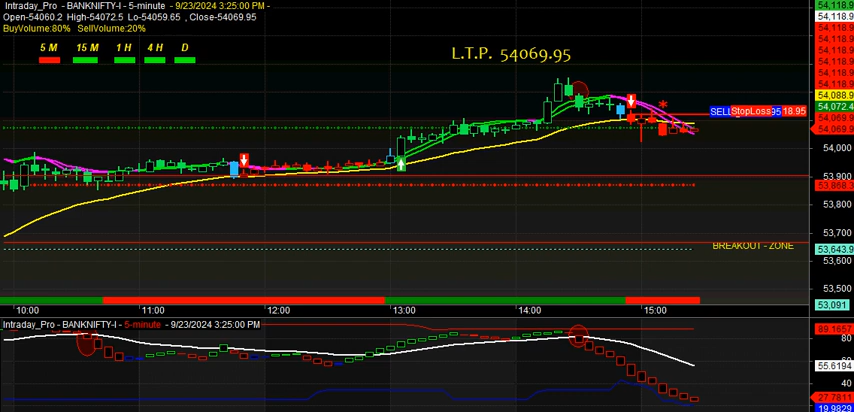 Intraday_Pro - BANKNIFTY-I - 5-minute - 9/23/2024 3:25:00 PM -
Open-54060.2 High-54072.5 Lo-54059.65 , Close-54069.95
BuyVolume:80% SellVolume:20%
5 M 15 M 1 H 4 H D
L.T.P. 54069.95
54,118.9
54,118.9
54,118.9
54,118.9
54,118.9
54,118.9
54,118.9
54,088.9
54,072.4
SELL StopLoss 95 18.95
54,069.9
54,069.9
54,000
53,900
53,868.3
53,800
53,700
BREAKOUT - ZONE
53,643.9
53,600
53,500
53,091
10:00 11:00 12:00 13:00 14:00 15:00
Intraday_Pro - BANKNIFTY-I - 5-minute - 9/23/2024 3:25:00 PM
89.1657
80
55.6194
40
27.7811
19.9829